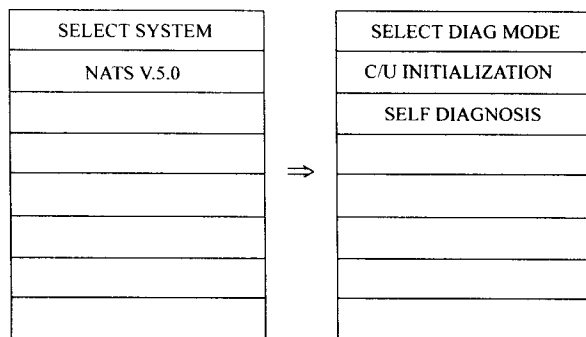 SELECT SYSTEM
NATS V.5.0
⇒
SELECT DIAG MODE
C/U INITIALIZATION
SELF DIAGNOSIS